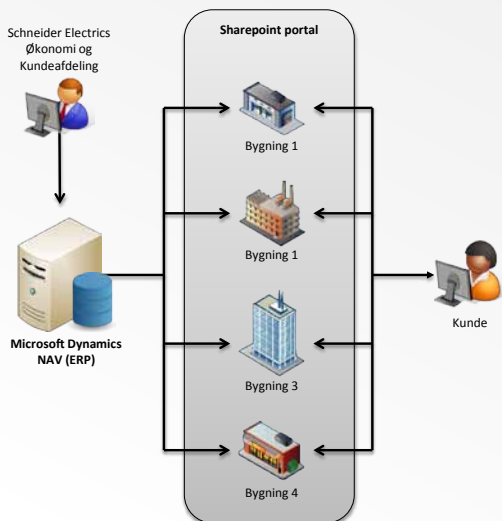 Schneider Electrics
Økonomi og
Kundeafdeling
Sharepoint portal
Bygning 1
Bygning 1
Microsoft Dynamics
NAV (ERP)
Bygning 3
Bygning 4
Kunde